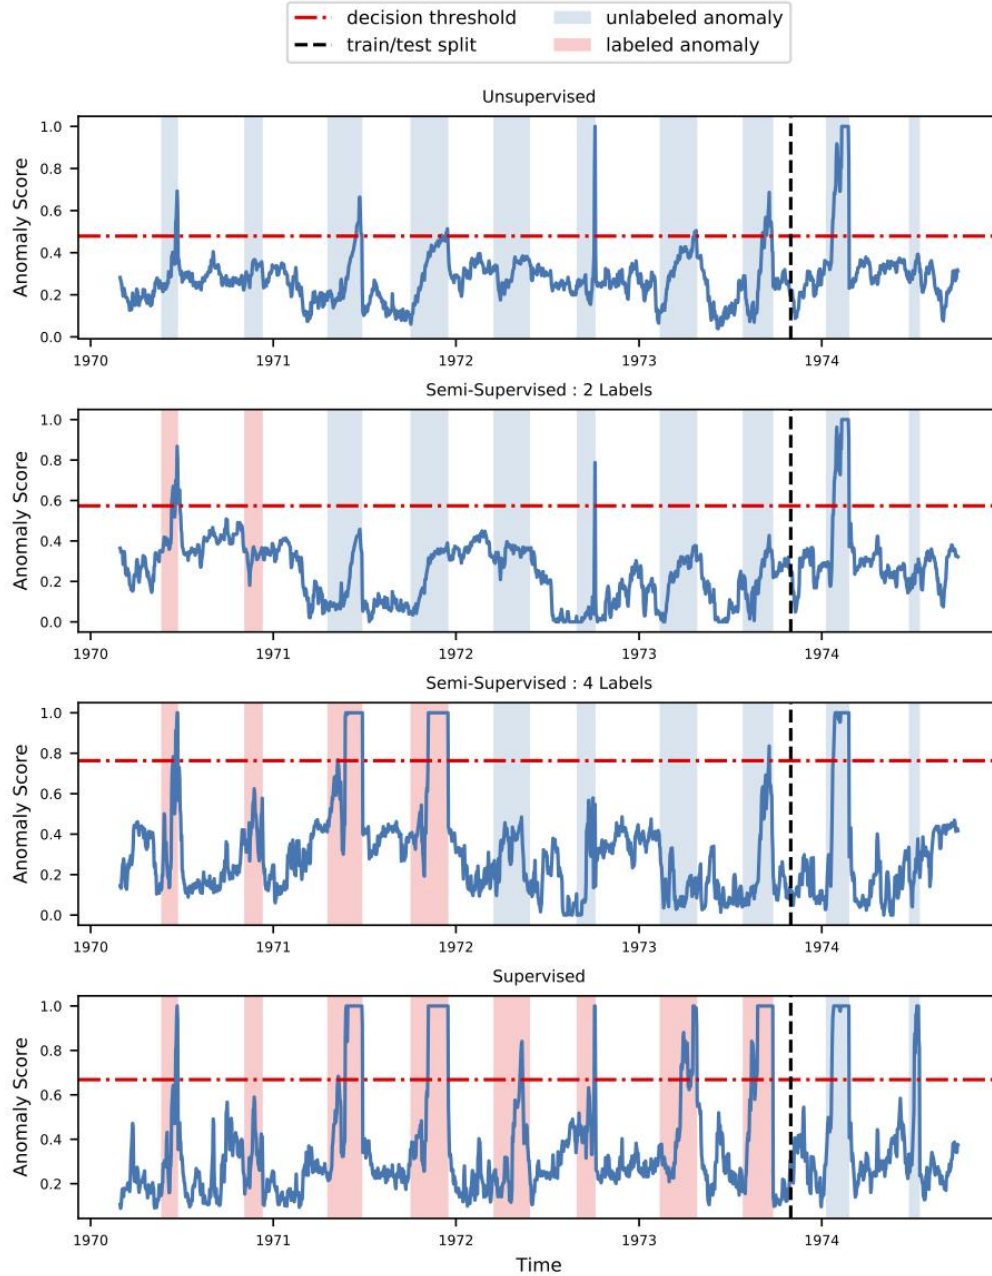 decision threshold unlabeled anomaly
train/test split labeled anomaly
Unsupervised
Anomaly Score
1.0
0.8
0.6
0.4
0.2
0.0
1970 1971 1972 1973 1974
Semi-Supervised : 2 Labels
Anomaly Score
1.0
0.8
0.6
0.4
0.2
0.0
1970 1971 1972 1973 1974
Semi-Supervised : 4 Labels
Anomaly Score
1.0
0.8
0.6
0.4
0.2
0.0
1970 1971 1972 1973 1974
Supervised
Anomaly Score
1.0
0.8
0.6
0.4
0.2
1970 1971 1972 1973 1974
Time